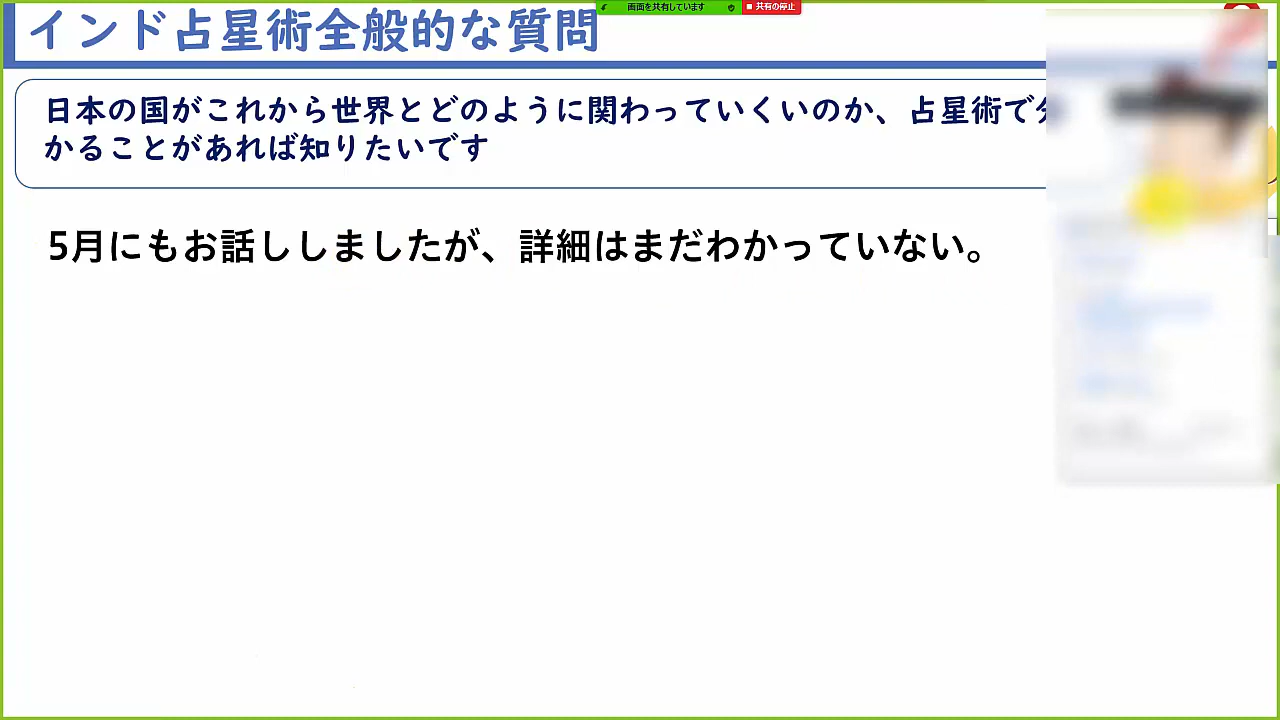 画面を共有しています
共有の停止
インド占星術全般的な質問
日本の国がこれから世界とどのように関わっていくいのか、占星術で分
かることがあれば知りたいです
5月にもお話ししましたが、詳細はまだわかっていない。